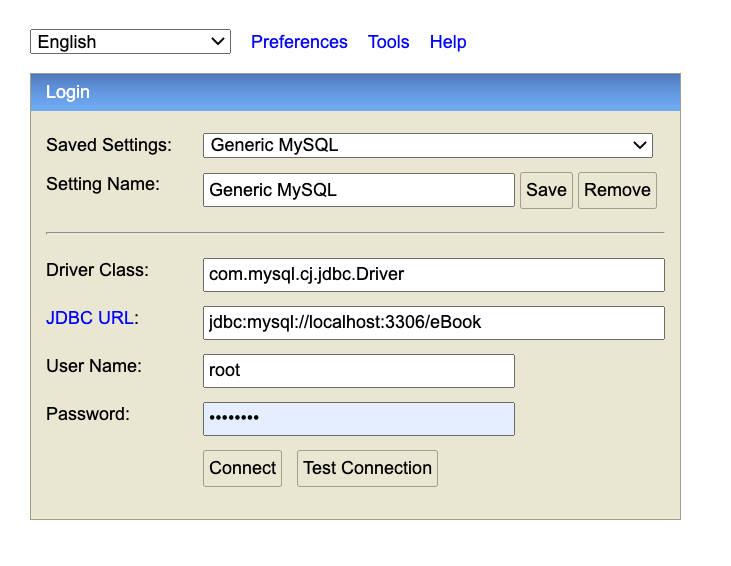 English Preferences Tools Help
Login
Saved Settings: Generic MySQL
Setting Name: Generic MySQL Save Remove
Driver Class: com.mysql.cj.jdbc.Driver
JDBC URL: jdbc:mysql://localhost:3306/eBook
User Name: root
Password: ••••••••
Connect Test Connection